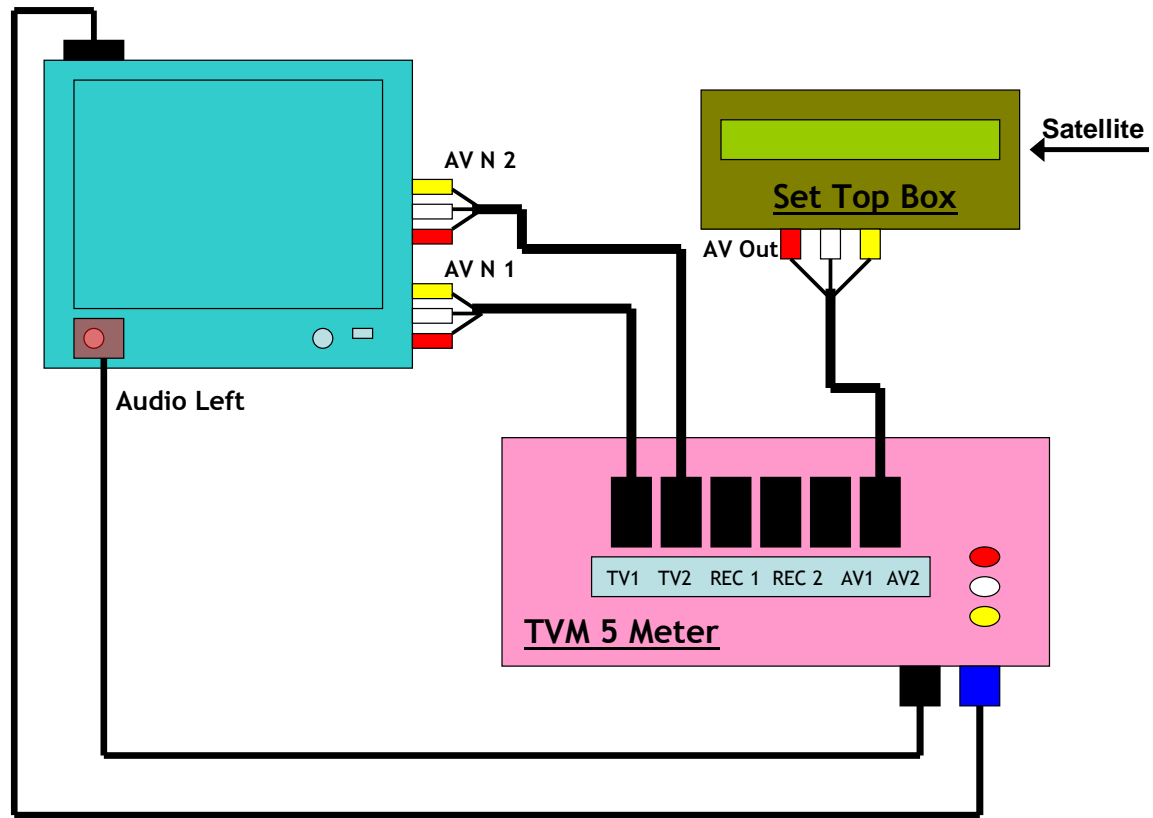 Satellite
AV N 2
Set Top Box
AV Out
AV N 1
Audio Left
TV1 TV2 REC 1 REC 2 AV1 AV2
TVM 5 Meter